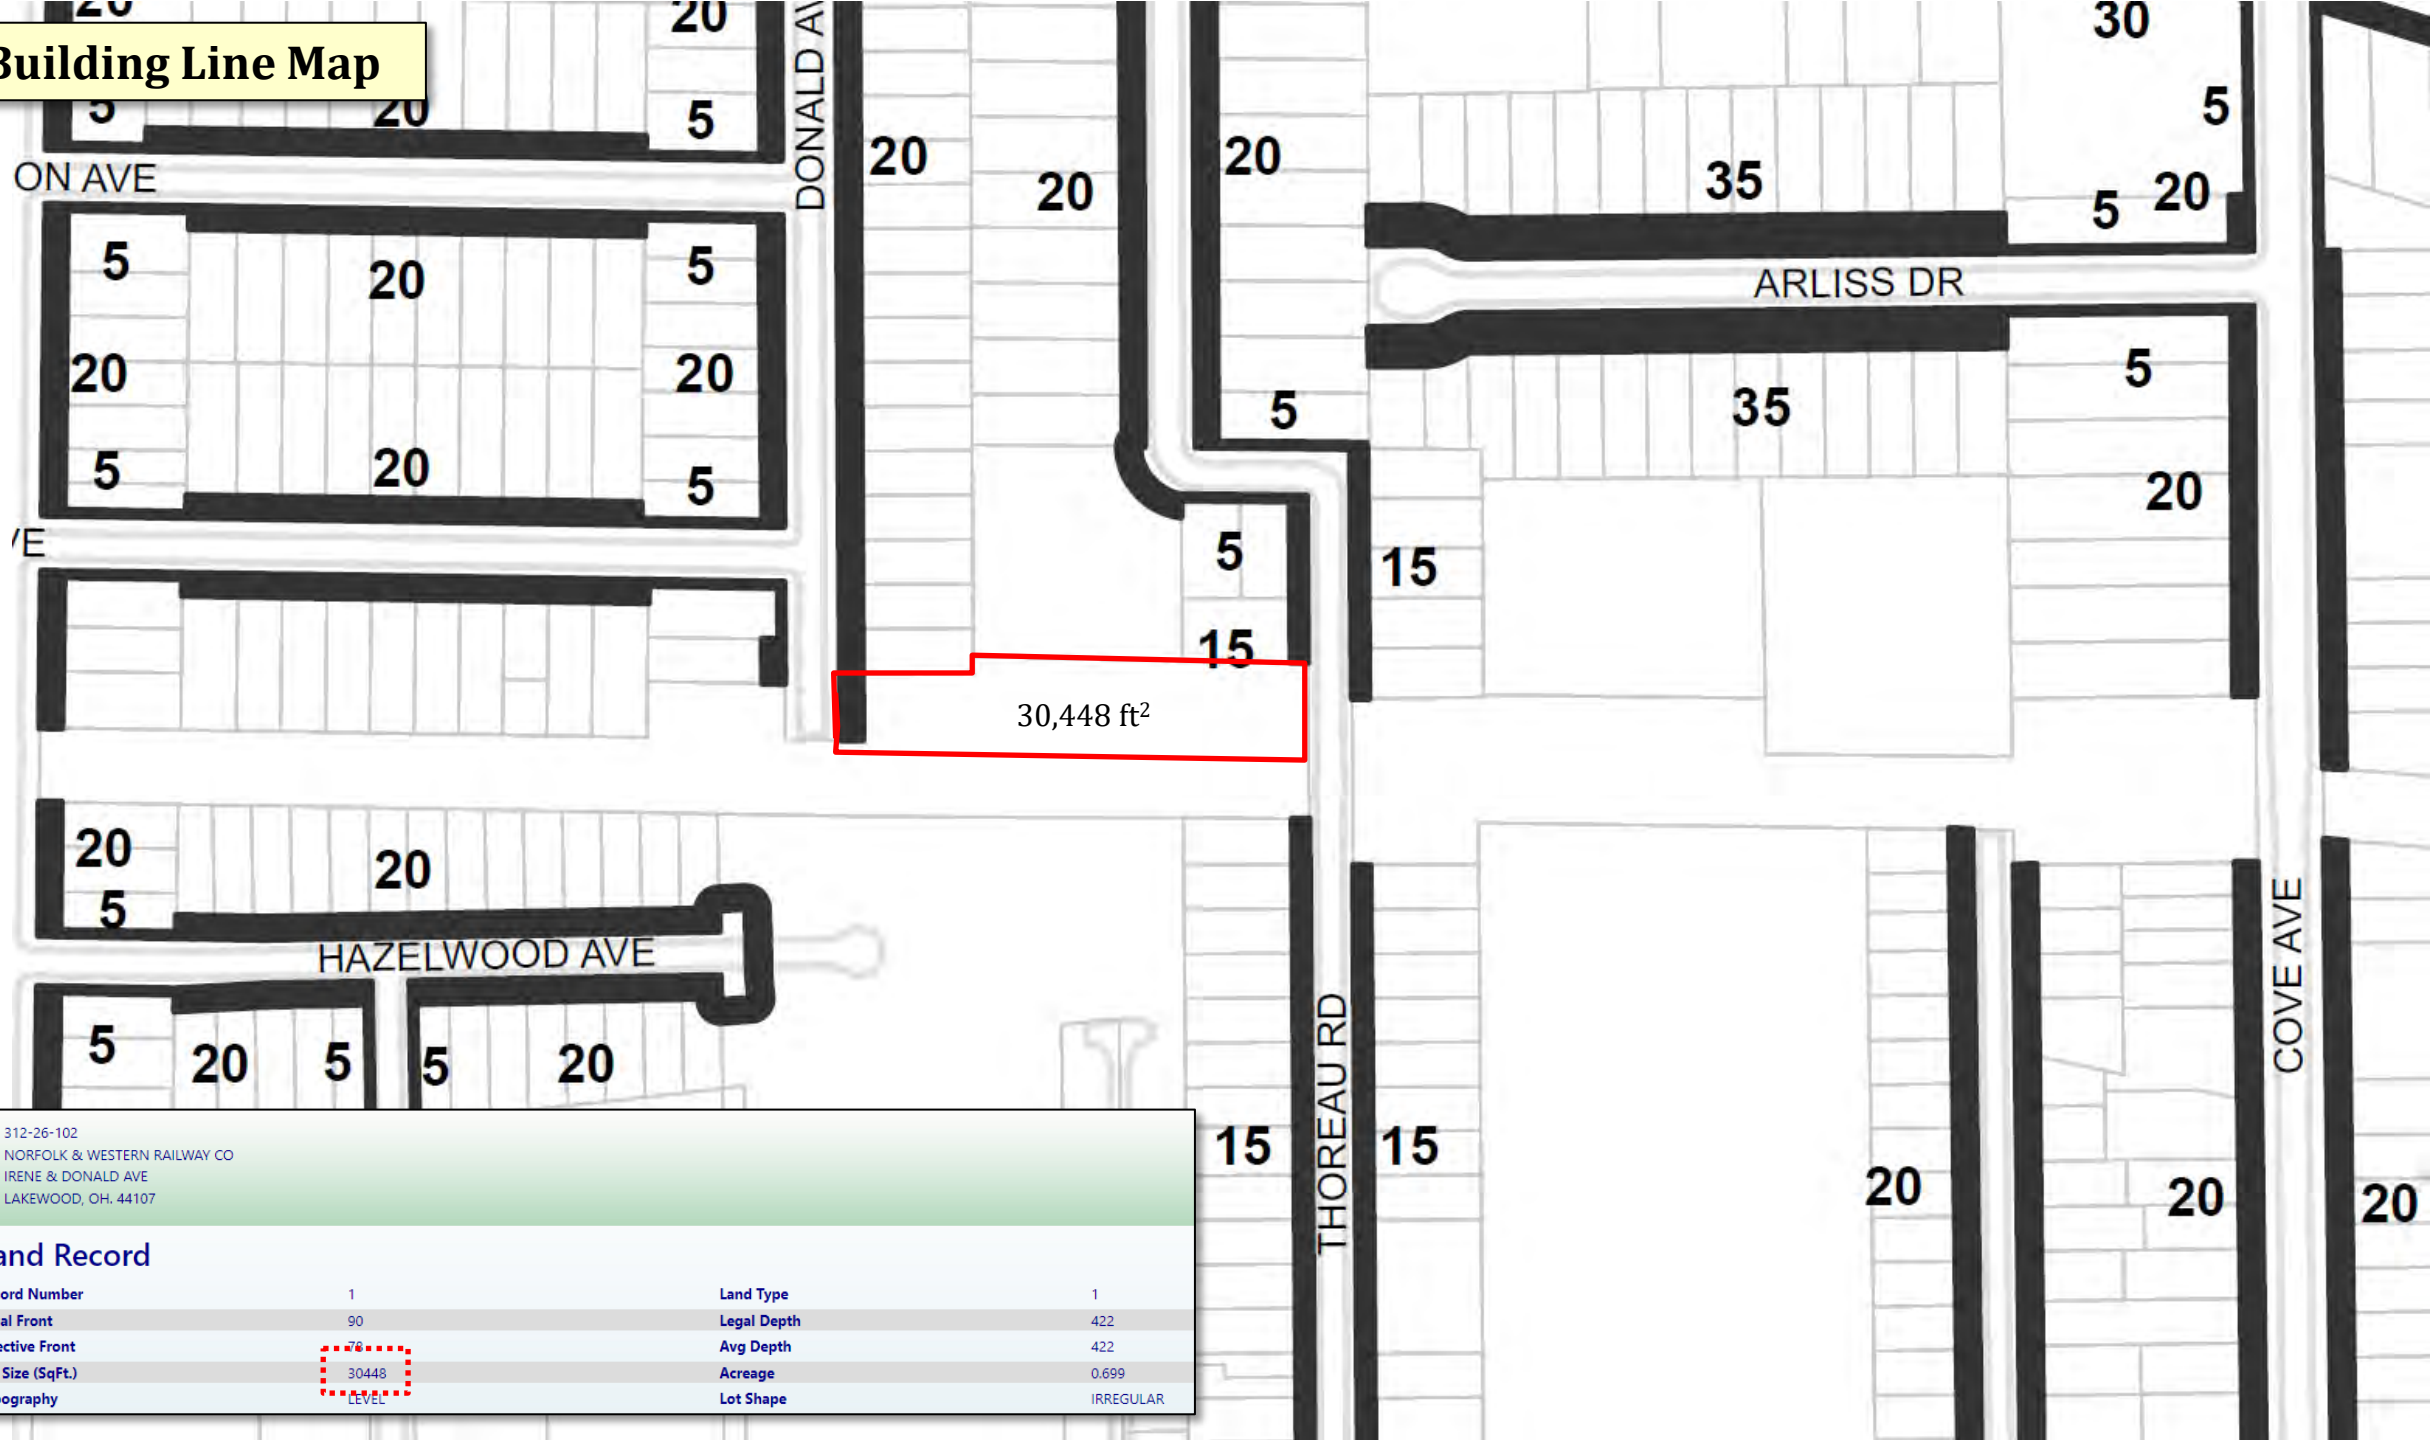 20
20
30
Building Line Map
DONALD AV
5
20
5
5
ON AVE
20
20
20
35
5
20
5
20
5
ARLISS DR
20
20
5
5
35
5
20
5
20
VE
5
15
15
30,448 ft²
20
20
5
HAZELWOOD AVE
COVE AVE
THOREAU RD
5
20
5
5
20
15
15
20
20
20
312-26-102
NORFOLK & WESTERN RAILWAY CO
IRENE & DONALD AVE
LAKEWOOD, OH. 44107
and Record
ord Number 1 Land Type 1
al Front 90 Legal Depth 422
ective Front 78 Avg Depth 422
Size (SqFt.) 30448 Acreage 0.699
ography LEVEL Lot Shape IRREGULAR